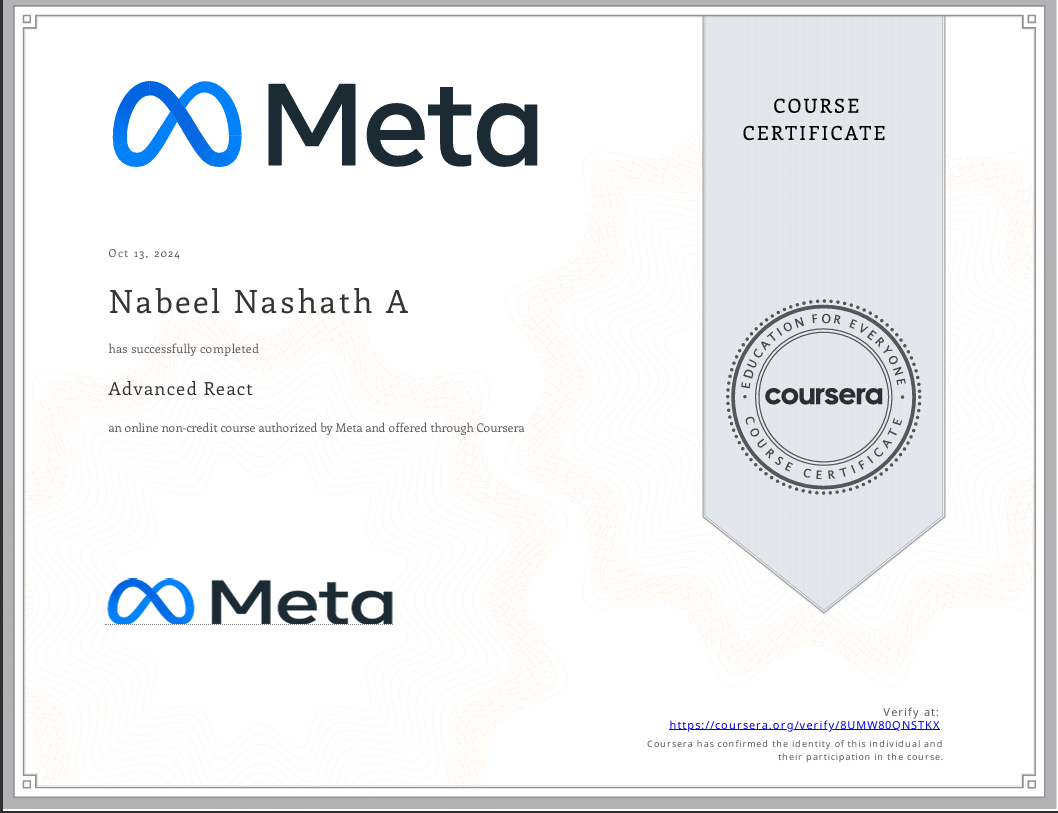 Meta
COURSE
CERTIFICATE
Oct 13, 2024
Nabeel Nashath A
has successfully completed
Advanced React
an online non-credit course authorized by Meta and offered through Coursera
EDUCATION FOR EVERYONE
coursera
COURSE CERTIFICATE
Meta
Verify at:
https://coursera.org/verify/8UMW80QNSTKX
Coursera has confirmed the identity of this individual and
their participation in the course.